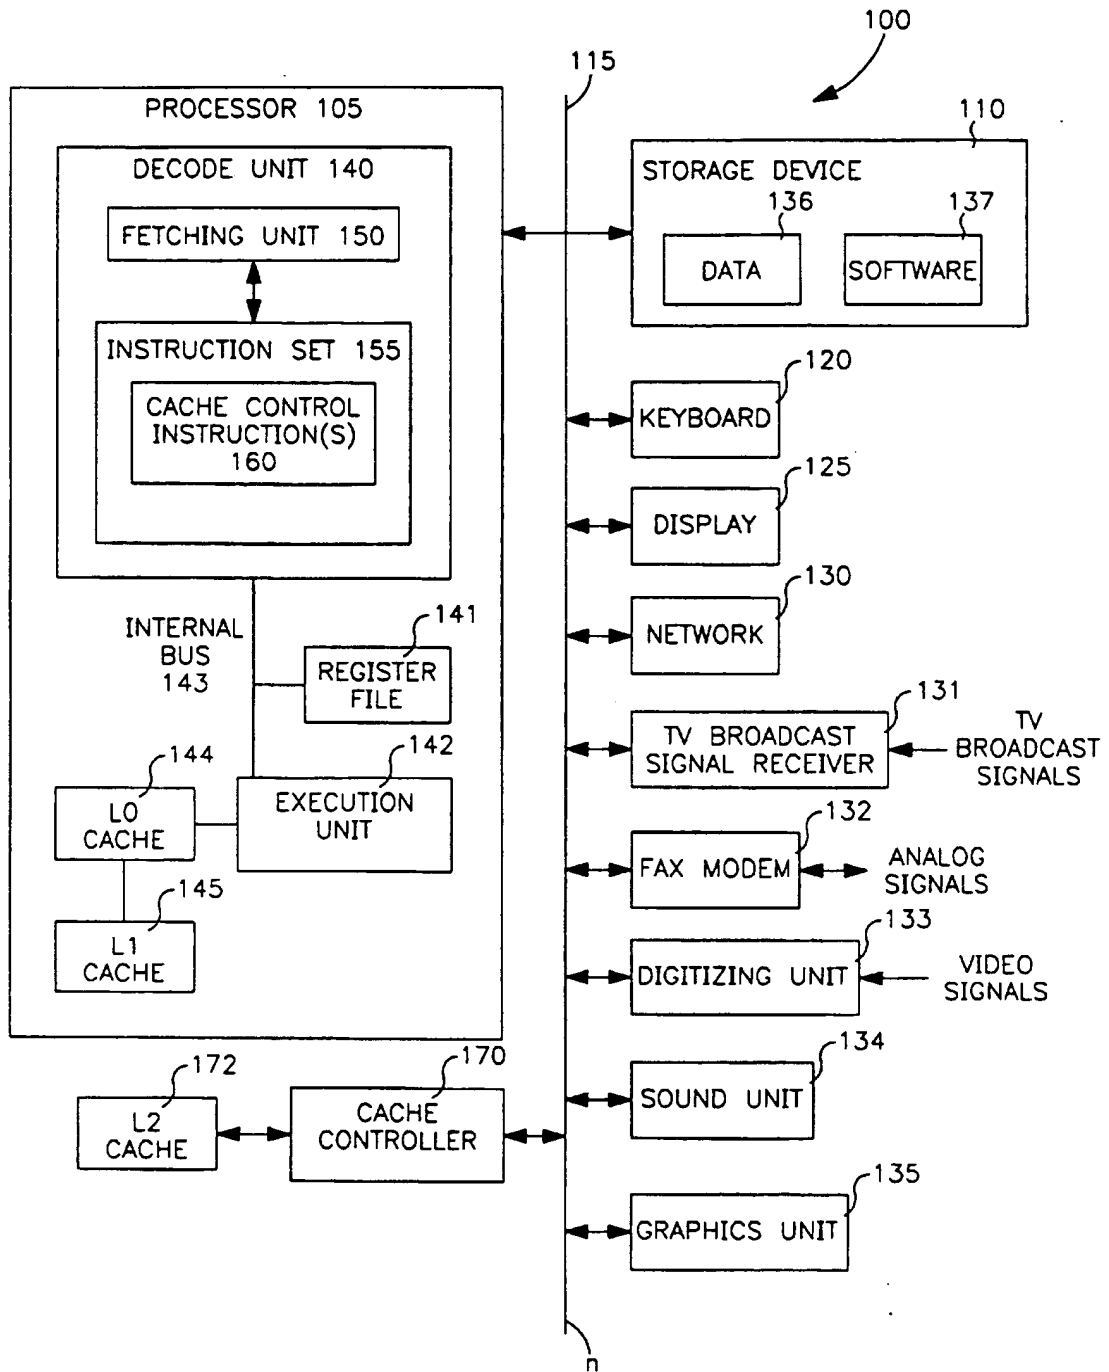 100
115
PROCESSOR 105
DECODE UNIT 140
FETCHING UNIT 150
INSTRUCTION SET 155
CACHE CONTROL
INSTRUCTION(S)
160
INTERNAL
BUS
143
141
REGISTER
FILE
142
EXECUTION
UNIT
144
L0
CACHE
145
L1
CACHE
172
L2
CACHE
170
CACHE
CONTROLLER
110
STORAGE DEVICE
136
DATA
137
SOFTWARE
120
KEYBOARD
125
DISPLAY
130
NETWORK
131
TV BROADCAST
SIGNAL RECEIVER
TV
BROADCAST
SIGNALS
132
FAX MODEM
ANALOG
SIGNALS
133
DIGITIZING UNIT
VIDEO
SIGNALS
134
SOUND UNIT
135
GRAPHICS UNIT
n